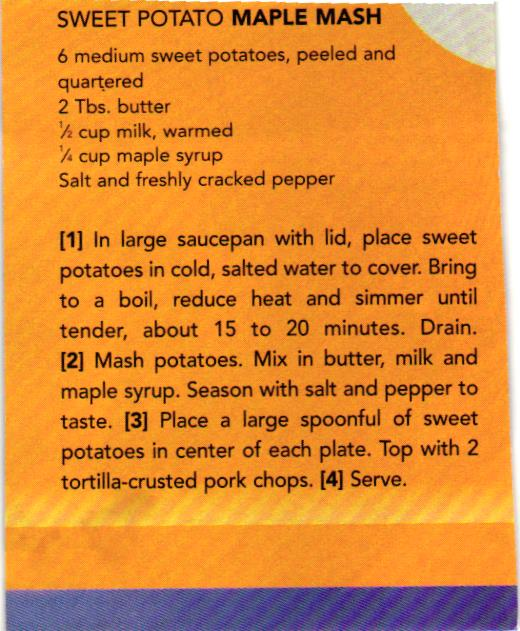 SWEET POTATO MAPLE MASH
6 medium sweet potatoes, peeled and
quartered
2 Tbs. butter
½ cup milk, warmed
¼ cup maple syrup
Salt and freshly cracked pepper
[1] In large saucepan with lid, place sweet
potatoes in cold, salted water to cover. Bring
to a boil, reduce heat and simmer until
tender, about 15 to 20 minutes. Drain.
[2] Mash potatoes. Mix in butter, milk and
maple syrup. Season with salt and pepper to
taste. [3] Place a large spoonful of sweet
potatoes in center of each plate. Top with 2
tortilla-crusted pork chops. [4] Serve.